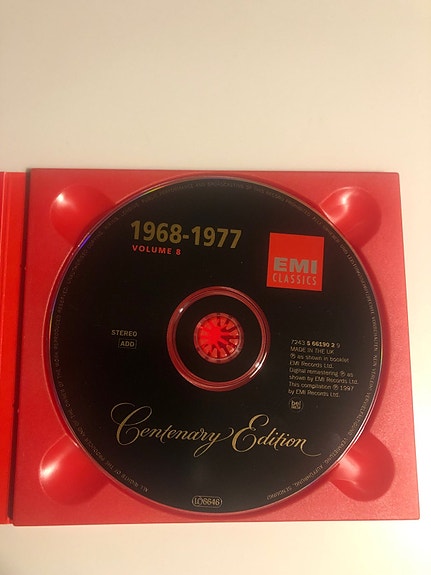 1968-1977
VOLUME 8
EMI
CLASSICS
STEREO
ADD
7243 5 66190 2 9
MADE IN THE UK
℗ as shown in booklet
EMI Records Ltd.
Digital remastering ℗ as
shown by EMI Records Ltd.
This compilation ℗ 1997
by EMI Records Ltd.
Centenary Edition